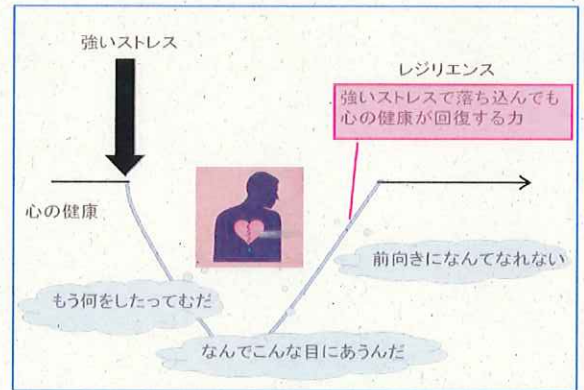 強いストレス
レジリエンス
強いストレスで落ち込んでも
心の健康が回復する力
心の健康
前向きになんてなれない
もう何をしたってむだ
なんでこんな目にあうんだ